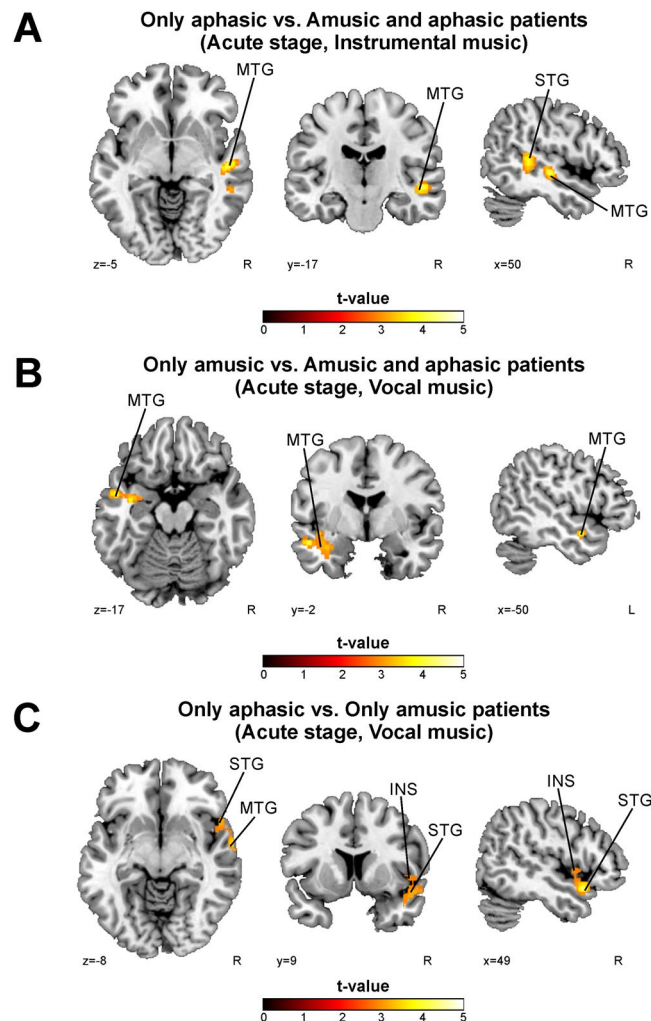 A
Only aphasic vs. Amusic and aphasic patients
(Acute stage, Instrumental music)
MTG
MTG
STG
MTG
z=-5 R
y=-17 R
x=50 R
t-value
0 1 2 3 4 5
B
Only amusic vs. Amusic and aphasic patients
(Acute stage, Vocal music)
MTG
MTG
MTG
z=-17 R
y=-2 R
x=-50 L
t-value
0 1 2 3 4 5
C
Only aphasic vs. Only amusic patients
(Acute stage, Vocal music)
STG
MTG
INS
STG
INS
STG
z=-8 R
y=9 R
x=49 R
t-value
0 1 2 3 4 5